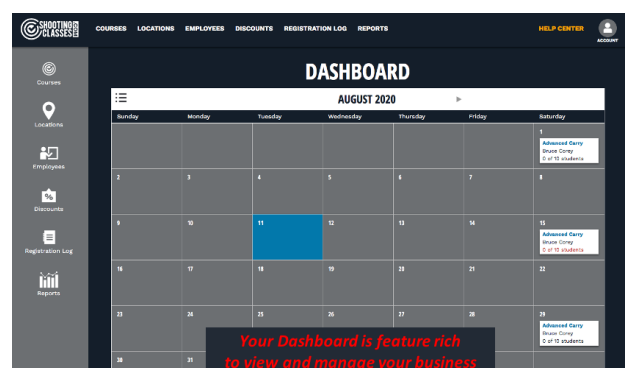 SHOOTING
CLASSES
COURSES LOCATIONS EMPLOYEES DISCOUNTS REGISTRATION LOG REPORTS
HELP CENTER
ACCOUNT
Courses
Locations
Employees
Discounts
Registration Log
Reports
DASHBOARD
AUGUST 2020
Sunday Monday Tuesday Wednesday Thursday Friday Saturday
1
Advanced Carry
Bruce Corey
0 of 10 students
2 3 4 5 6 7 8
9 10 11 12 13 14 15
Advanced Carry
Bruce Corey
0 of 10 students
16 17 18 19 20 21 22
23 24 25 26 27 28 29
Advanced Carry
Bruce Corey
0 of 10 students
30 31
Your Dashboard is feature rich
to view and manage your business